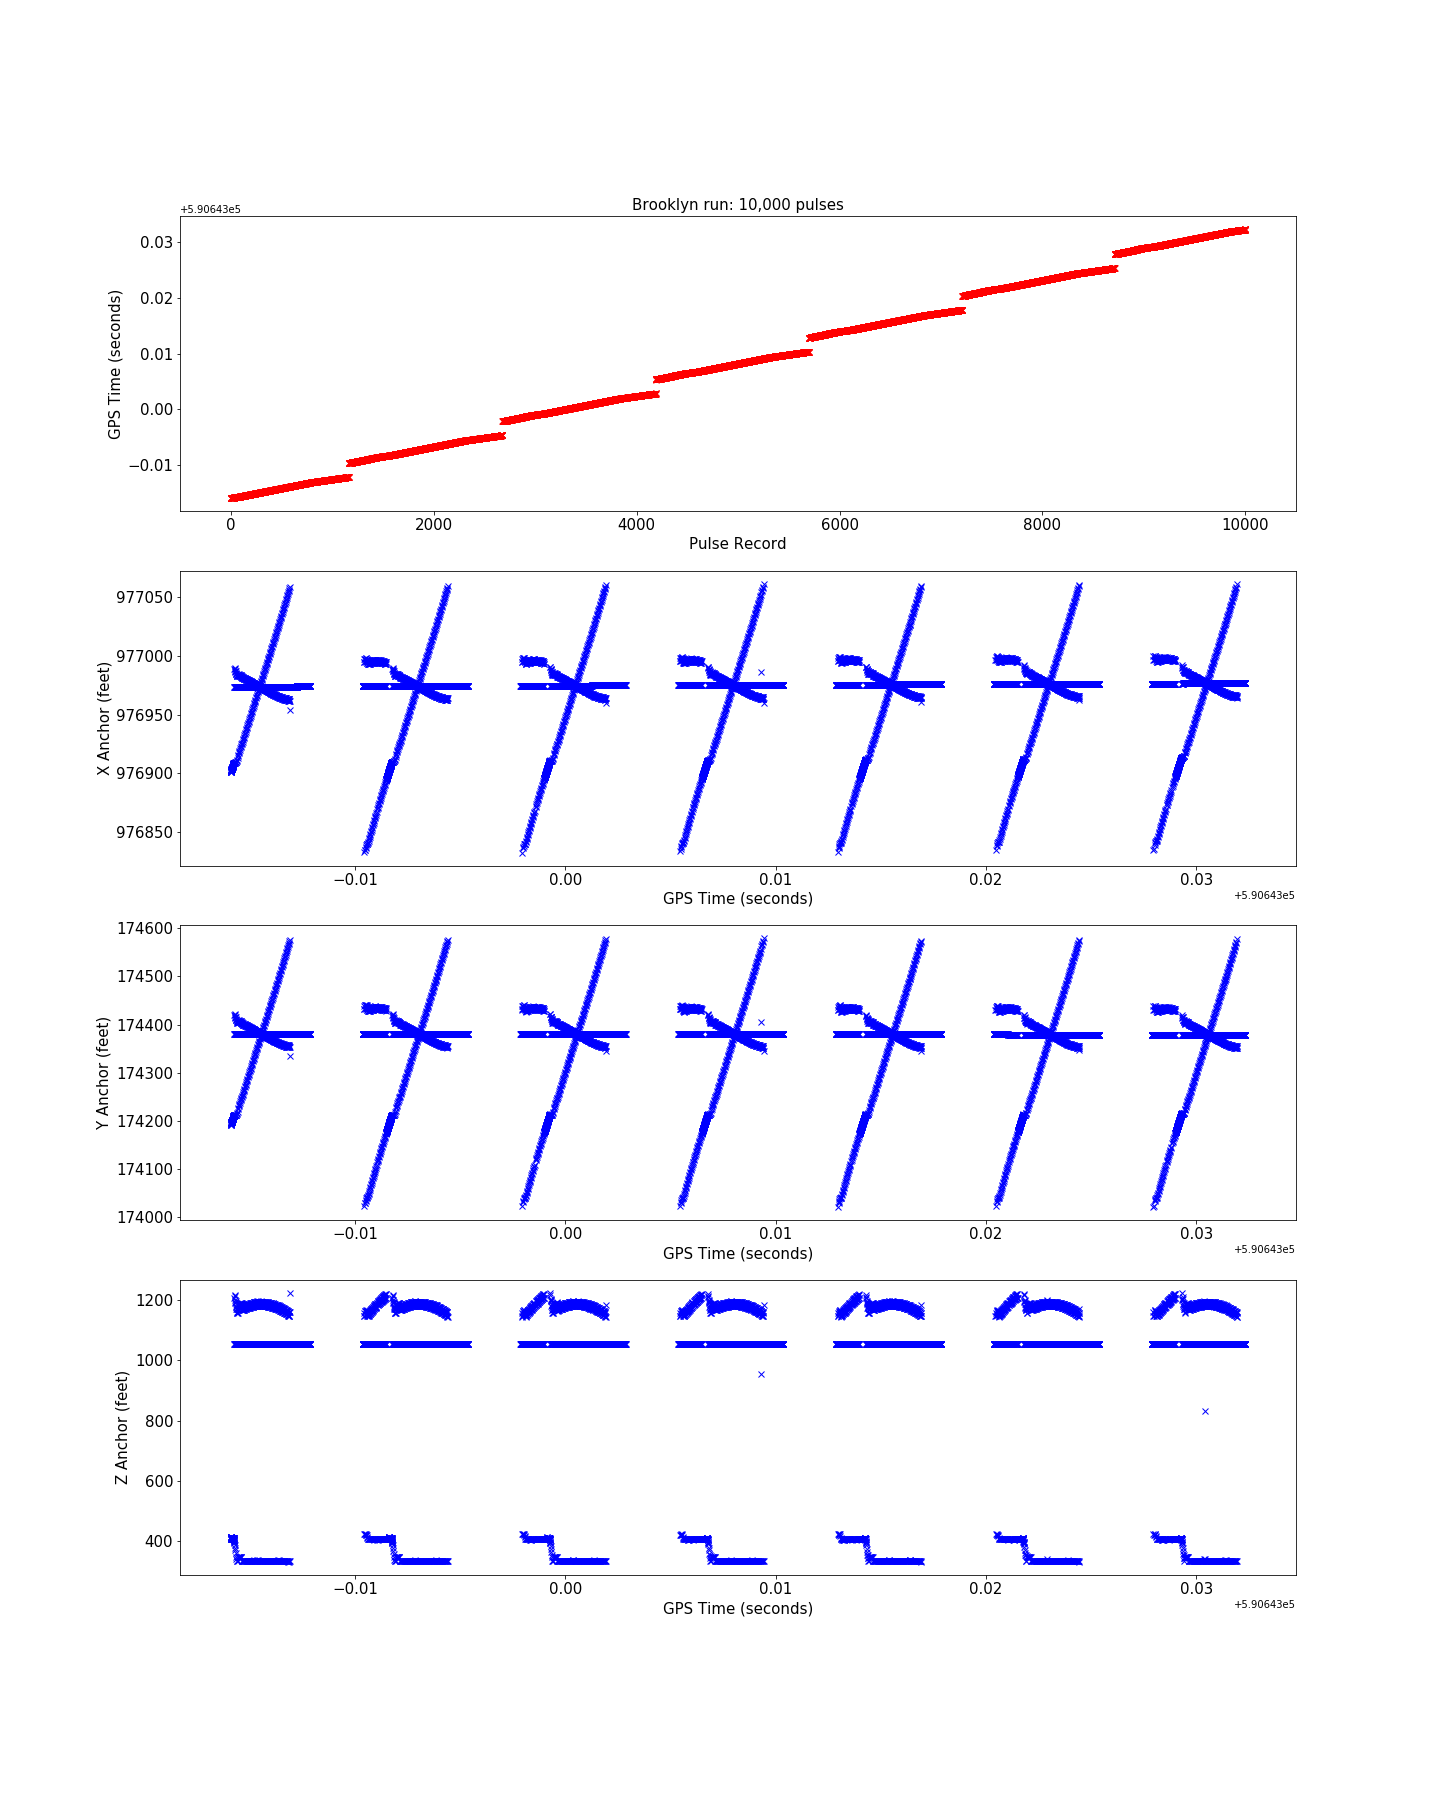 Brooklyn run: 10,000 pulses
+5.90643e5
0.03
0.02
0.01
0.00
−0.01
GPS Time (seconds)
0 2000 4000 6000 8000 10000
Pulse Record
977050
977000
976950
976900
976850
X Anchor (feet)
−0.01 0.00 0.01 0.02 0.03
GPS Time (seconds)
+5.90643e5
174600
174500
174400
174300
174200
174100
174000
Y Anchor (feet)
−0.01 0.00 0.01 0.02 0.03
GPS Time (seconds)
+5.90643e5
1200
1000
800
600
400
Z Anchor (feet)
−0.01 0.00 0.01 0.02 0.03
GPS Time (seconds)
+5.90643e5